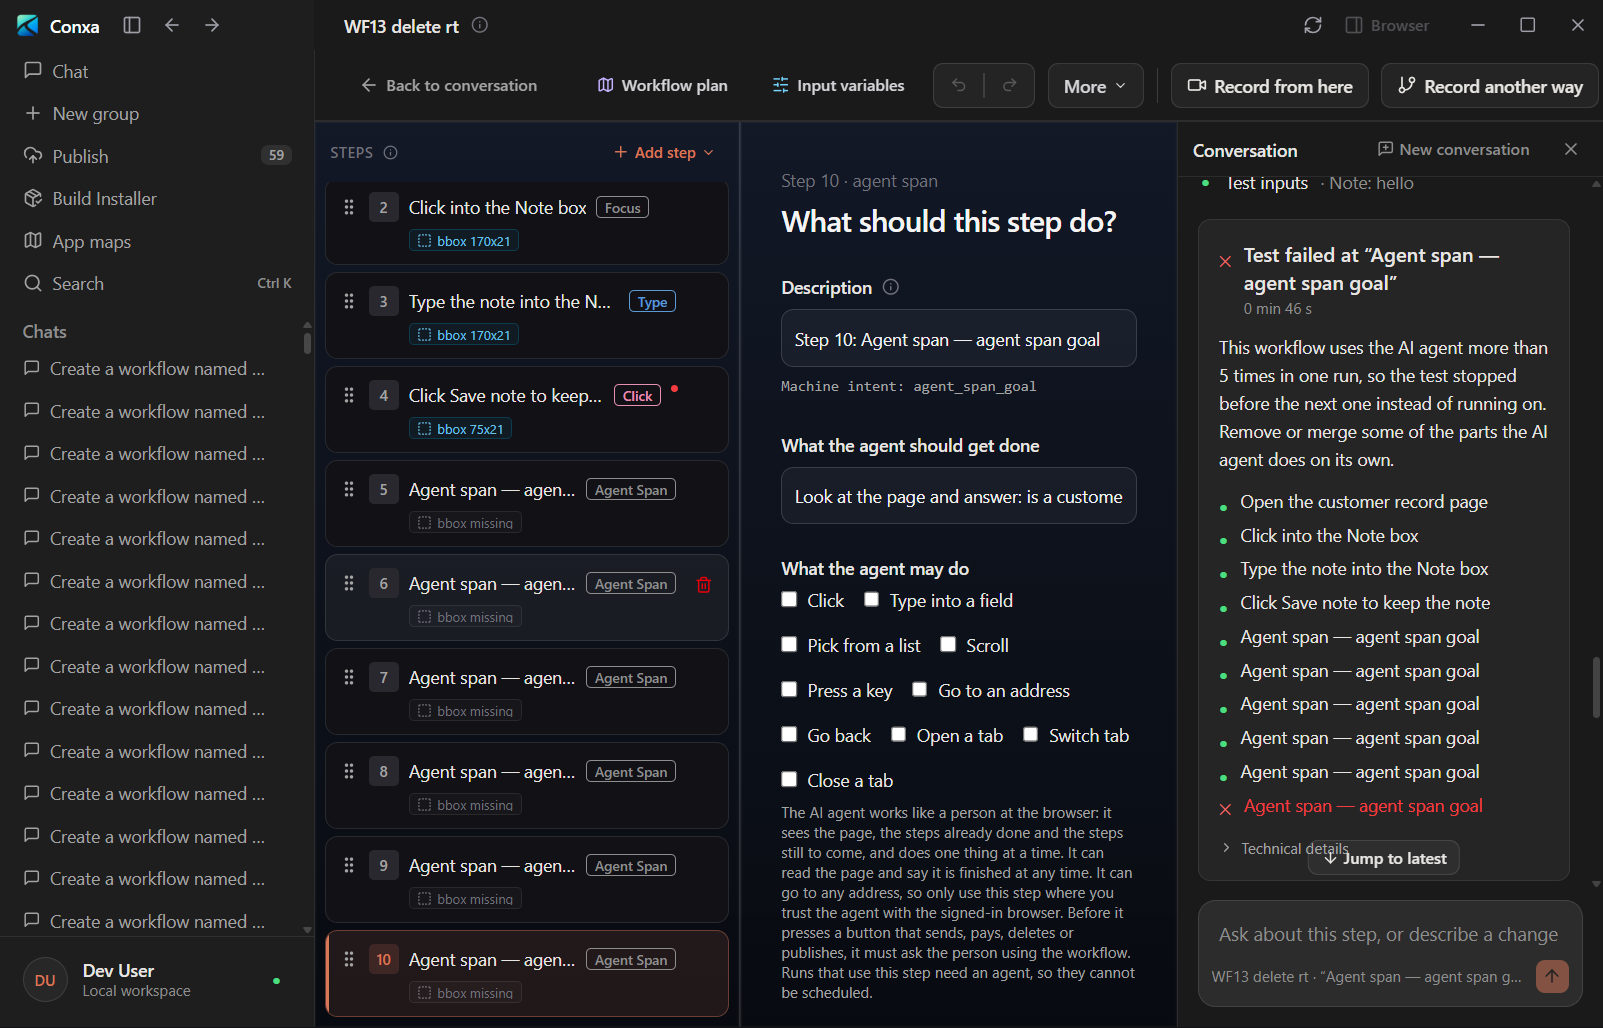 Conxa
WF13 delete rt
Browser
Chat
New group
Publish
59
Build Installer
App maps
Search
Ctrl K
Chats
Create a workflow named ...
Create a workflow named ...
Create a workflow named ...
Create a workflow named ...
Create a workflow named ...
Create a workflow named ...
Create a workflow named ...
Create a workflow named ...
Create a workflow named ...
Create a workflow named ...
Create a workflow named ...
Create a workflow named ...
Create a workflow named ...
Create a workflow named ...
DU
Dev User
Local workspace
Back to conversation
Workflow plan
Input variables
More
Record from here
Record another way
STEPS
Add step
2
Click into the Note box
Focus
bbox 170x21
3
Type the note into the N...
Type
bbox 170x21
4
Click Save note to keep...
Click
bbox 75x21
5
Agent span — agen...
Agent Span
bbox missing
6
Agent span — agen...
Agent Span
bbox missing
7
Agent span — agen...
Agent Span
bbox missing
8
Agent span — agen...
Agent Span
bbox missing
9
Agent span — agen...
Agent Span
bbox missing
10
Agent span — agen...
Agent Span
bbox missing
Step 10 · agent span
What should this step do?
Description
Step 10: Agent span — agent span goal
Machine intent: agent_span_goal
What the agent should get done
Look at the page and answer: is a custome
What the agent may do
Click
Type into a field
Pick from a list
Scroll
Press a key
Go to an address
Go back
Open a tab
Switch tab
Close a tab
The AI agent works like a person at the browser: it
sees the page, the steps already done and the steps
still to come, and does one thing at a time. It can
read the page and say it is finished at any time. It can
go to any address, so only use this step where you
trust the agent with the signed-in browser. Before it
presses a button that sends, pays, deletes or
publishes, it must ask the person using the workflow.
Runs that use this step need an agent, so they cannot
be scheduled.
Conversation
New conversation
Test inputs · Note: hello
Test failed at “Agent span —
agent span goal”
0 min 46 s
This workflow uses the AI agent more than
5 times in one run, so the test stopped
before the next one instead of running on.
Remove or merge some of the parts the AI
agent does on its own.
Open the customer record page
Click into the Note box
Type the note into the Note box
Click Save note to keep the note
Agent span — agent span goal
Agent span — agent span goal
Agent span — agent span goal
Agent span — agent span goal
Agent span — agent span goal
Agent span — agent span goal
Technical details
Jump to latest
Ask about this step, or describe a change
WF13 delete rt · “Agent span — agent span g...